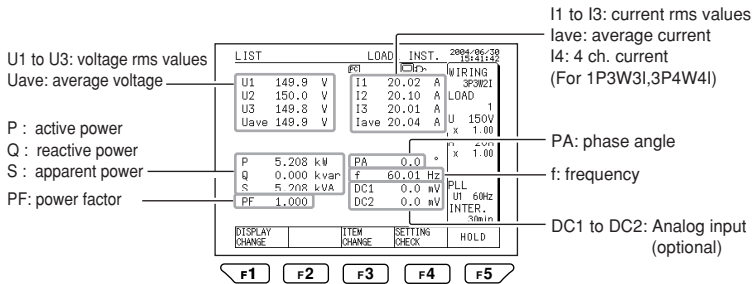 I1 to I3: current rms values
Iave: average current
I4: 4 ch. current
(For 1P3W3I,3P4W4I)
U1 to U3: voltage rms values
Uave: average voltage
P : active power
Q : reactive power
S : apparent power
PF: power factor
LIST LOAD INST. 2004/06/30
15:41:42
PC
U1 149.9 V I1 20.02 A
U2 150.0 V I2 20.10 A
U3 149.8 V I3 20.01 A
Uave 149.9 V Iave 20.04 A
P 5.208 kW PA 0.0 °
Q 0.000 kvar f 60.01 Hz
S 5.208 kVA DC1 0.0 mV
PF 1.000 DC2 0.0 mV
WIRING
3P3W2I
LOAD
1
U 150V
x 1.00
20A
x 1.00
PLL
U1 60Hz
INTER.
30min
DISPLAY CHANGE ITEM CHANGE SETTING CHECK HOLD
F1 F2 F3 F4 F5
PA: phase angle
f: frequency
DC1 to DC2: Analog input
(optional)